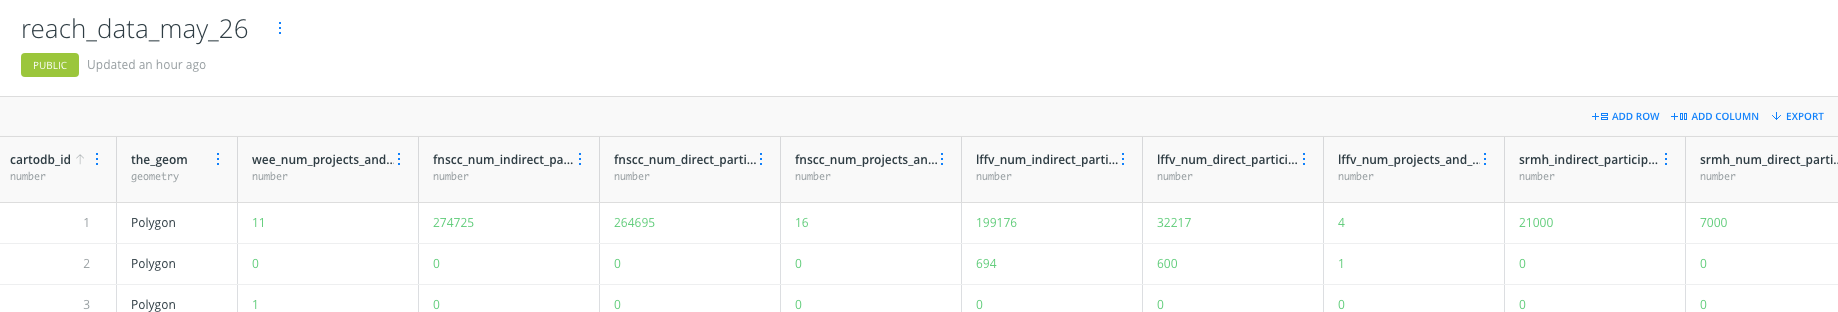 reach_data_may_26
PUBLIC Updated an hour ago
ADD ROW ADD COLUMN EXPORT
cartodb_id the_geom wee_num_projects_and... fnscc_num_indirect_pa... fnscc_num_direct_parti... fnscc_num_projects_an... lffv_num_indirect_parti... lffv_num_direct_partici... lffv_num_projects_and_... srmh_indirect_particip... srmh_num_direct_parti...
number geometry number number number number number number number number number
1 Polygon 11 274725 264695 16 199176 32217 4 21000 7000
2 Polygon 0 0 0 0 694 600 1 0 0
3 Polygon 1 0 0 0 0 0 0 0 0